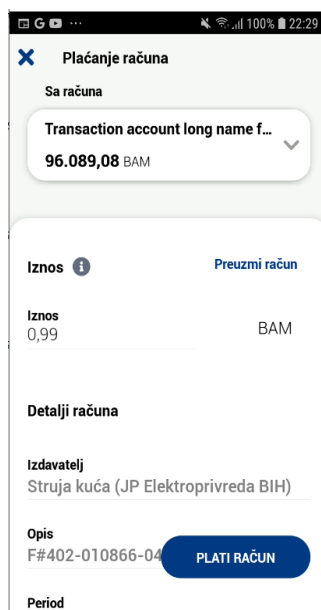 100% 22:29
Plaćanje računa
Sa računa
Transaction account long name f...
96.089,08 BAM
Iznos
Preuzmi račun
Iznos
0,99 BAM
Detalji računa
Izdavatelj
Struja kuća (JP Elektroprivreda BIH)
Opis
F#402-010866-04
PLATI RAČUN
Period